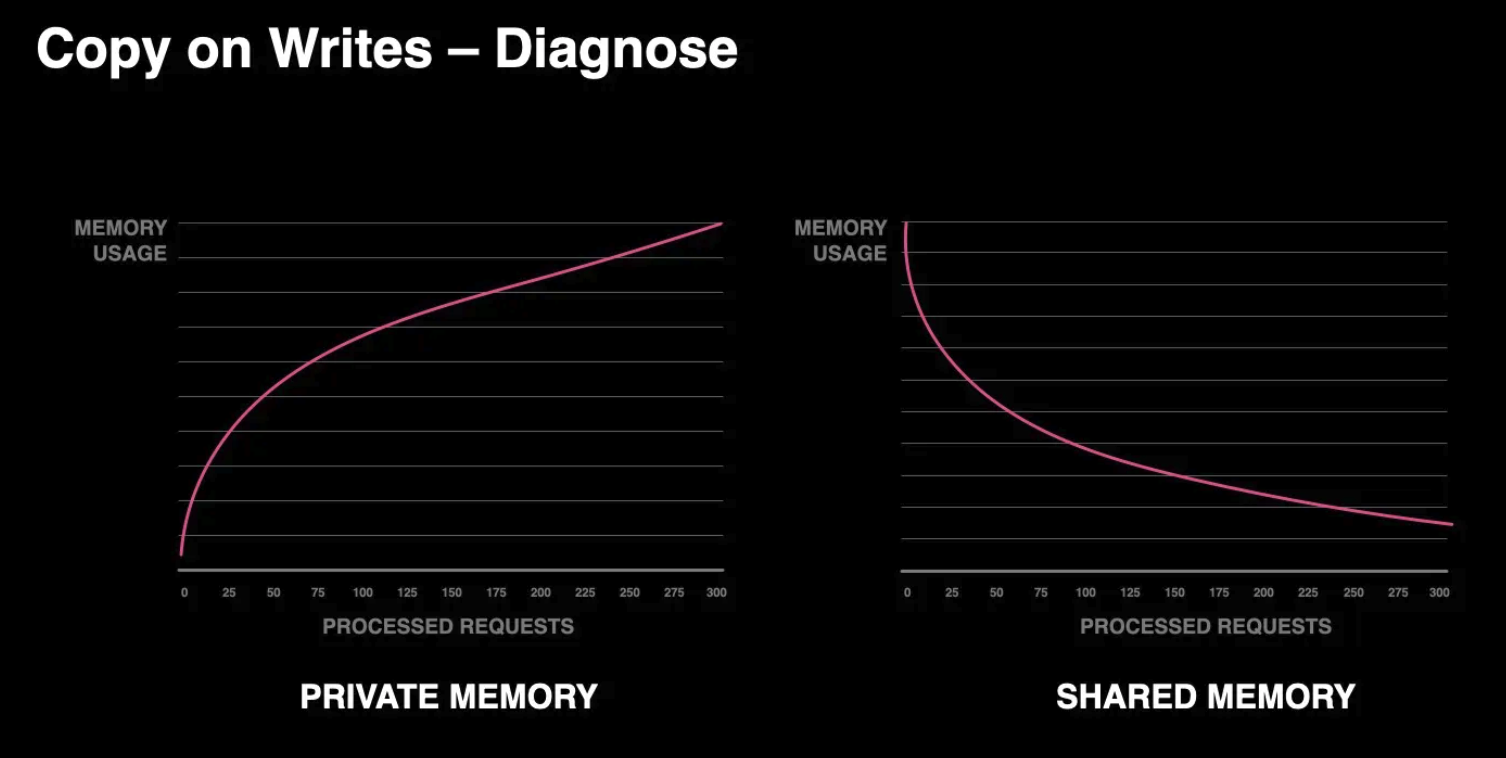 Copy on Writes – Diagnose
MEMORY
USAGE
0 25 50 75 100 125 150 175 200 225 250 275 300
PROCESSED REQUESTS
PRIVATE MEMORY
MEMORY
USAGE
0 25 50 75 100 125 150 175 200 225 250 275 300
PROCESSED REQUESTS
SHARED MEMORY